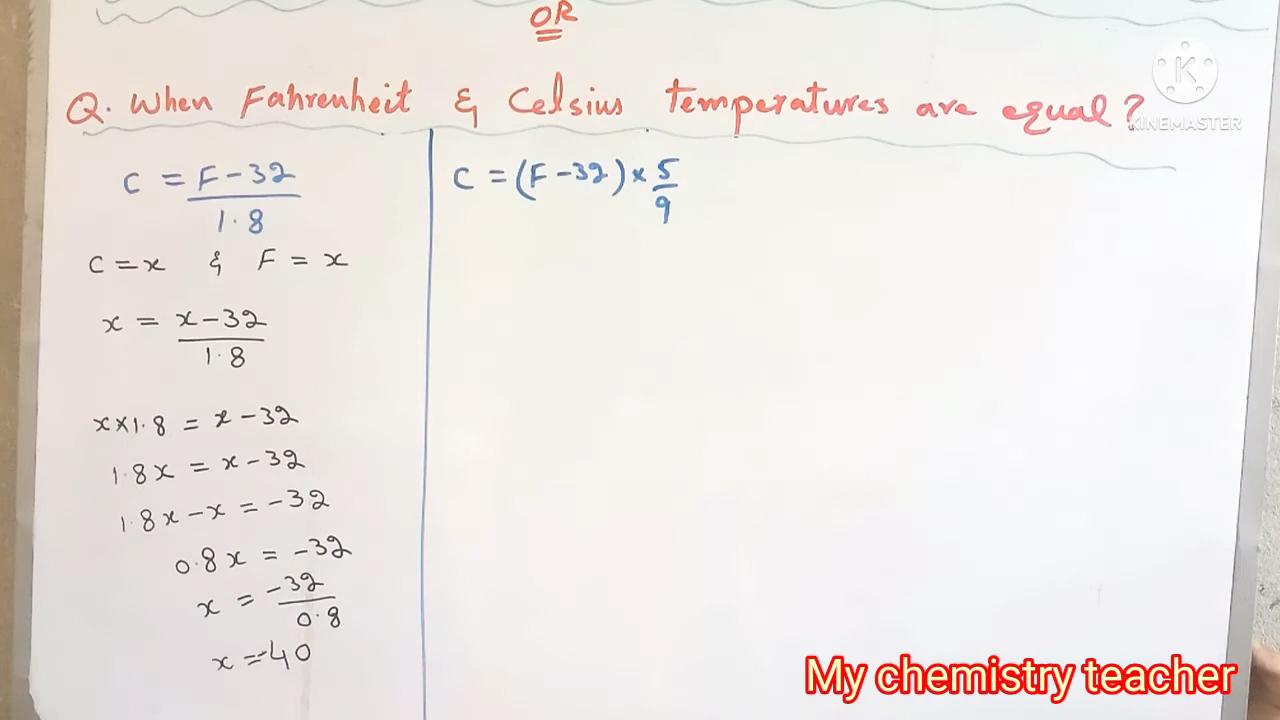 OR
Q. When Fahrenheit & Celsius temperatures are equal?
K
KINEMASTER
C = F - 32 / 1.8
C = x & F = x
x = x - 32 / 1.8
x × 1.8 = x - 32
1.8x = x - 32
1.8x - x = -32
0.8x = -32
x = -32 / 0.8
x = -40
C = (F - 32) × 5/9
My chemistry teacher